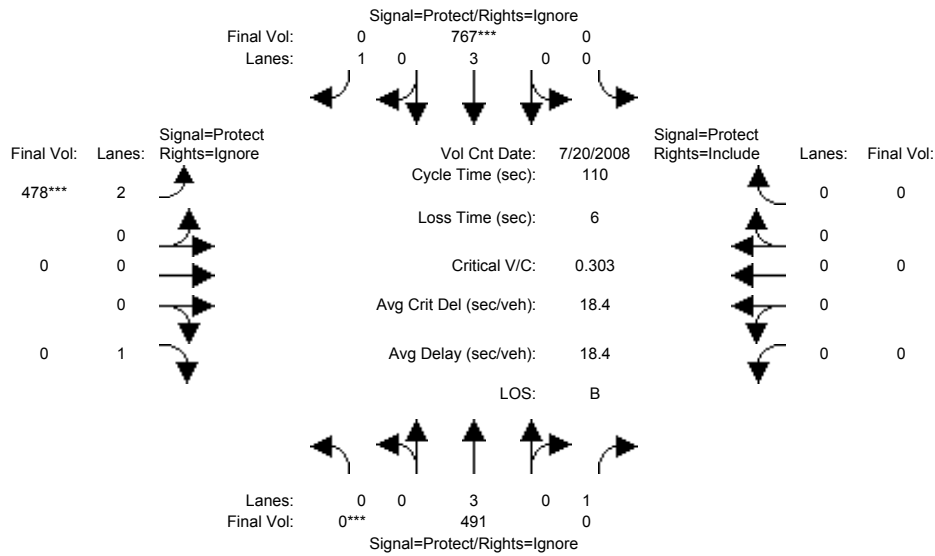 Signal=Protect/Rights=Ignore
Final Vol: 0 767*** 0
Lanes: 1 0 3 0 0
Signal=Protect Signal=Protect
Final Vol: Lanes: Rights=Ignore Vol Cnt Date: 7/20/2008 Rights=Include Lanes: Final Vol:
Cycle Time (sec): 110
478*** 2 0 0
Loss Time (sec): 6
0 0
0 0 Critical V/C: 0.303 0 0
0 Avg Crit Del (sec/veh): 18.4 0
0 1 Avg Delay (sec/veh): 18.4 0 0
LOS: B
Lanes: 0 0 3 0 1
Final Vol: 0*** 491 0
Signal=Protect/Rights=Ignore